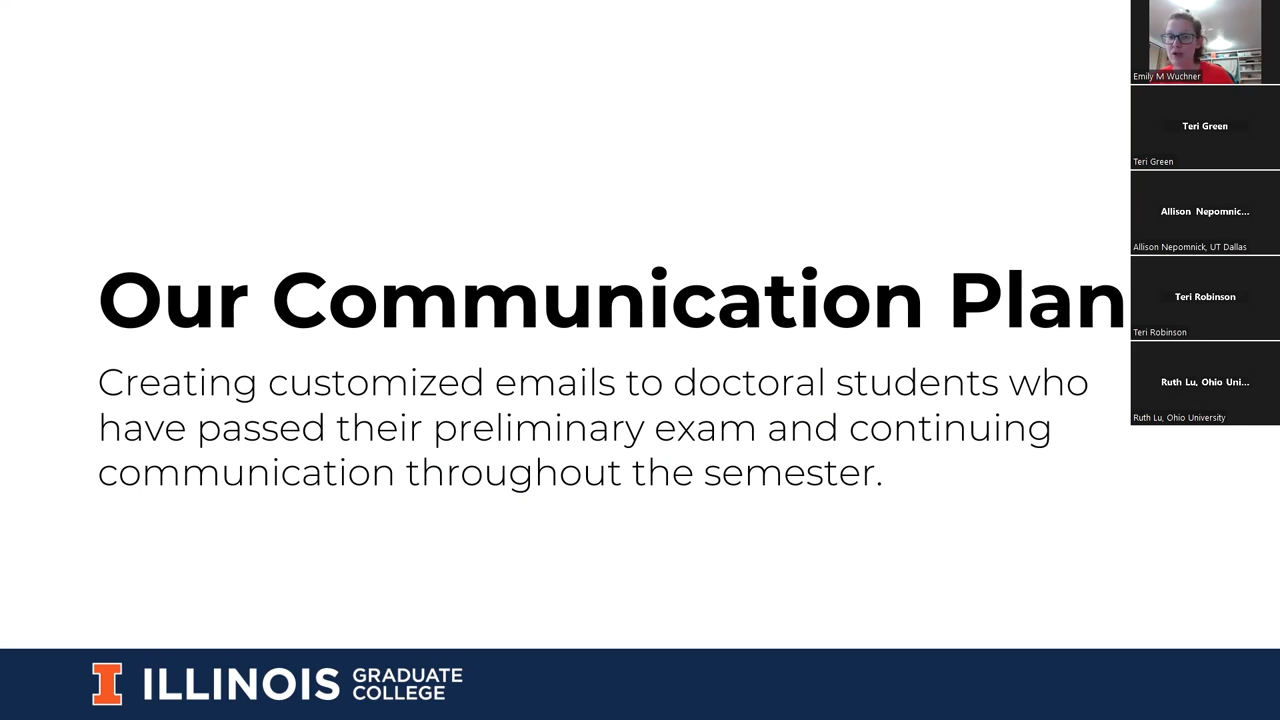 Our Communication Plan
Creating customized emails to doctoral students who
have passed their preliminary exam and continuing
communication throughout the semester.
I ILLINOIS GRADUATE
COLLEGE
Emily M Wuchner
Teri Green
Teri Green
Allison Nepomnic...
Allison Nepomnick, UT Dallas
Teri Robinson
Teri Robinson
Ruth Lu, Ohio Uni...
Ruth Lu, Ohio University